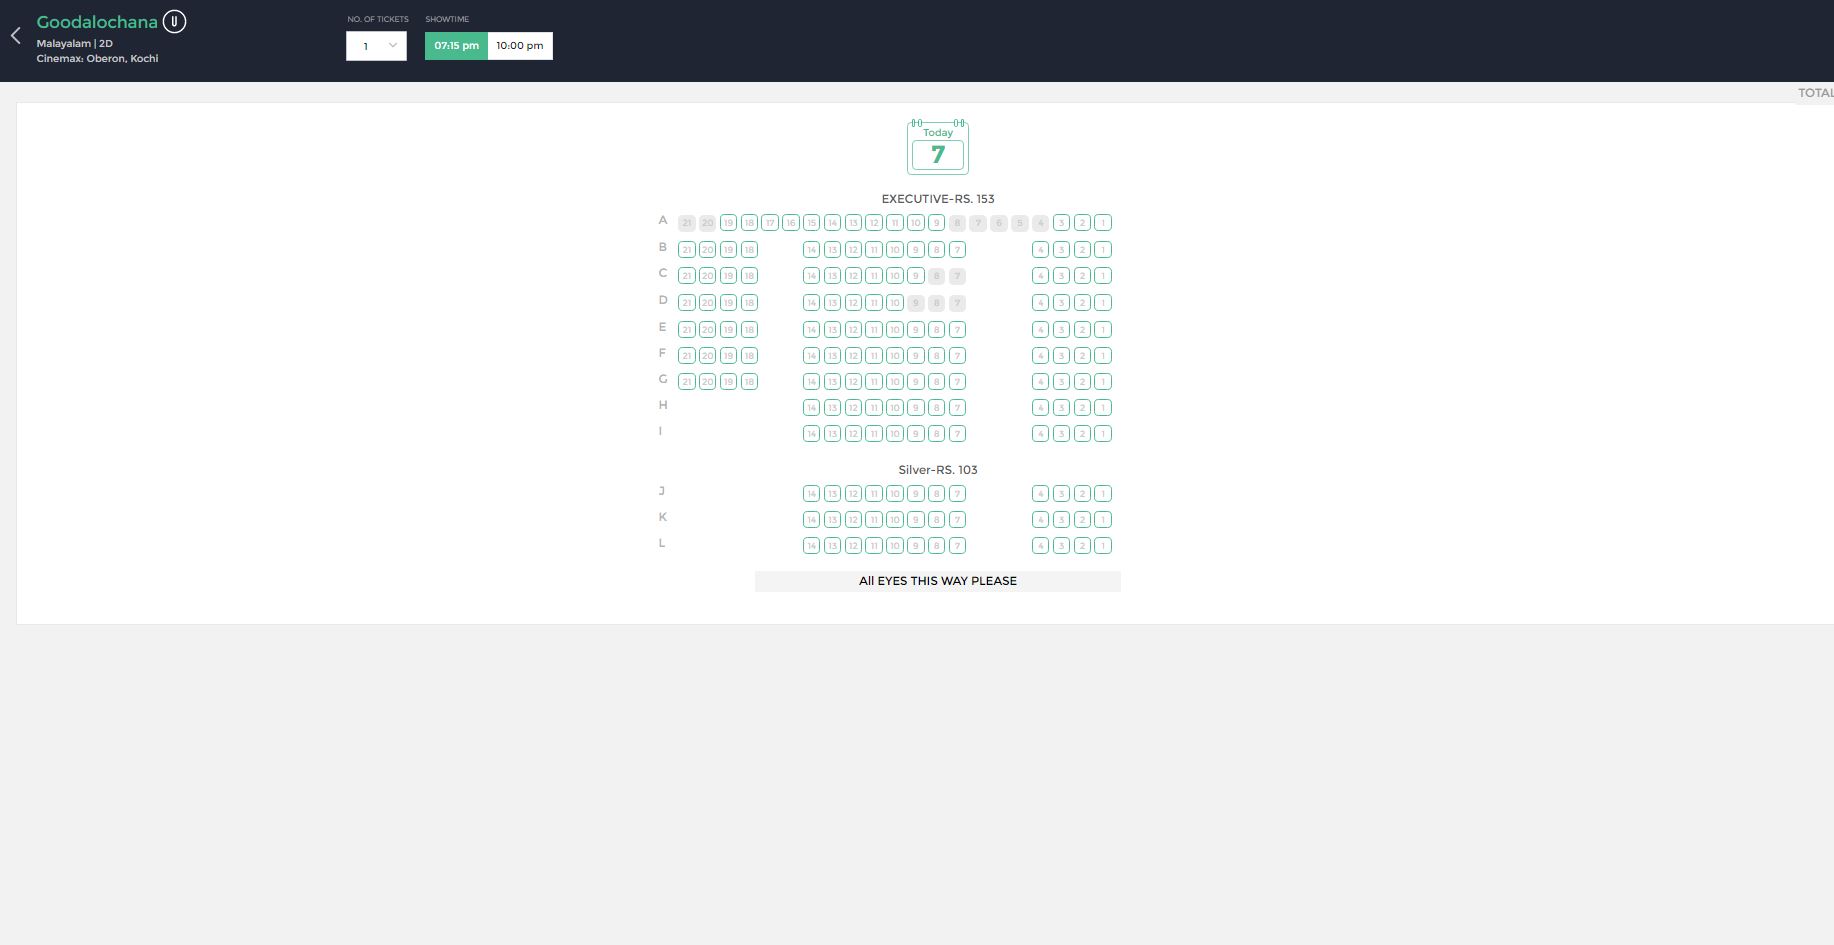 Goodalochana U
Malayalam | 2D
Cinemax: Oberon, Kochi
NO. OF TICKETS SHOWTIME
1 07:15 pm 10:00 pm
TOTAL
Today
7
EXECUTIVE-RS. 153
A 21 20 19 18 17 16 15 14 13 12 11 10 9 8 7 6 5 4 3 2 1
B 21 20 19 18 14 13 12 11 10 9 8 7 4 3 2 1
C 21 20 19 18 14 13 12 11 10 9 8 7 4 3 2 1
D 21 20 19 18 14 13 12 11 10 9 8 7 4 3 2 1
E 21 20 19 18 14 13 12 11 10 9 8 7 4 3 2 1
F 21 20 19 18 14 13 12 11 10 9 8 7 4 3 2 1
G 21 20 19 18 14 13 12 11 10 9 8 7 4 3 2 1
H 14 13 12 11 10 9 8 7 4 3 2 1
I 14 13 12 11 10 9 8 7 4 3 2 1
Silver-RS. 103
J 14 13 12 11 10 9 8 7 4 3 2 1
K 14 13 12 11 10 9 8 7 4 3 2 1
L 14 13 12 11 10 9 8 7 4 3 2 1
All EYES THIS WAY PLEASE